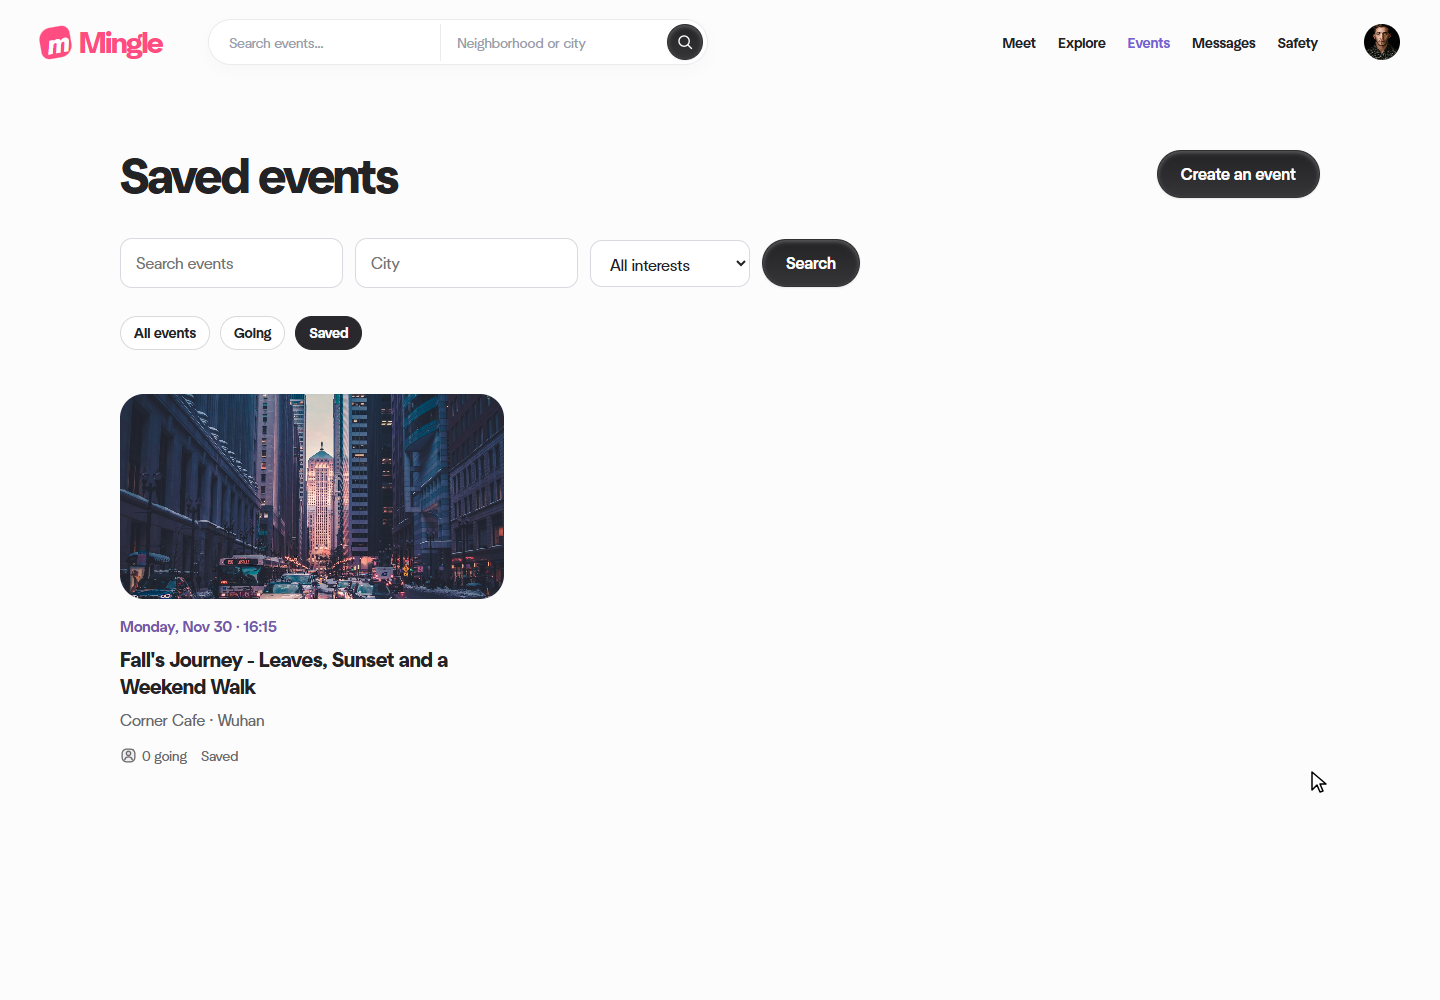 m Mingle
Search events...
Neighborhood or city
Meet
Explore
Events
Messages
Safety
Saved events
Create an event
Search events
City
All interests
Search
All events
Going
Saved
Monday, Nov 30 · 16:15
Fall's Journey - Leaves, Sunset and a
Weekend Walk
Corner Cafe · Wuhan
0 going
Saved